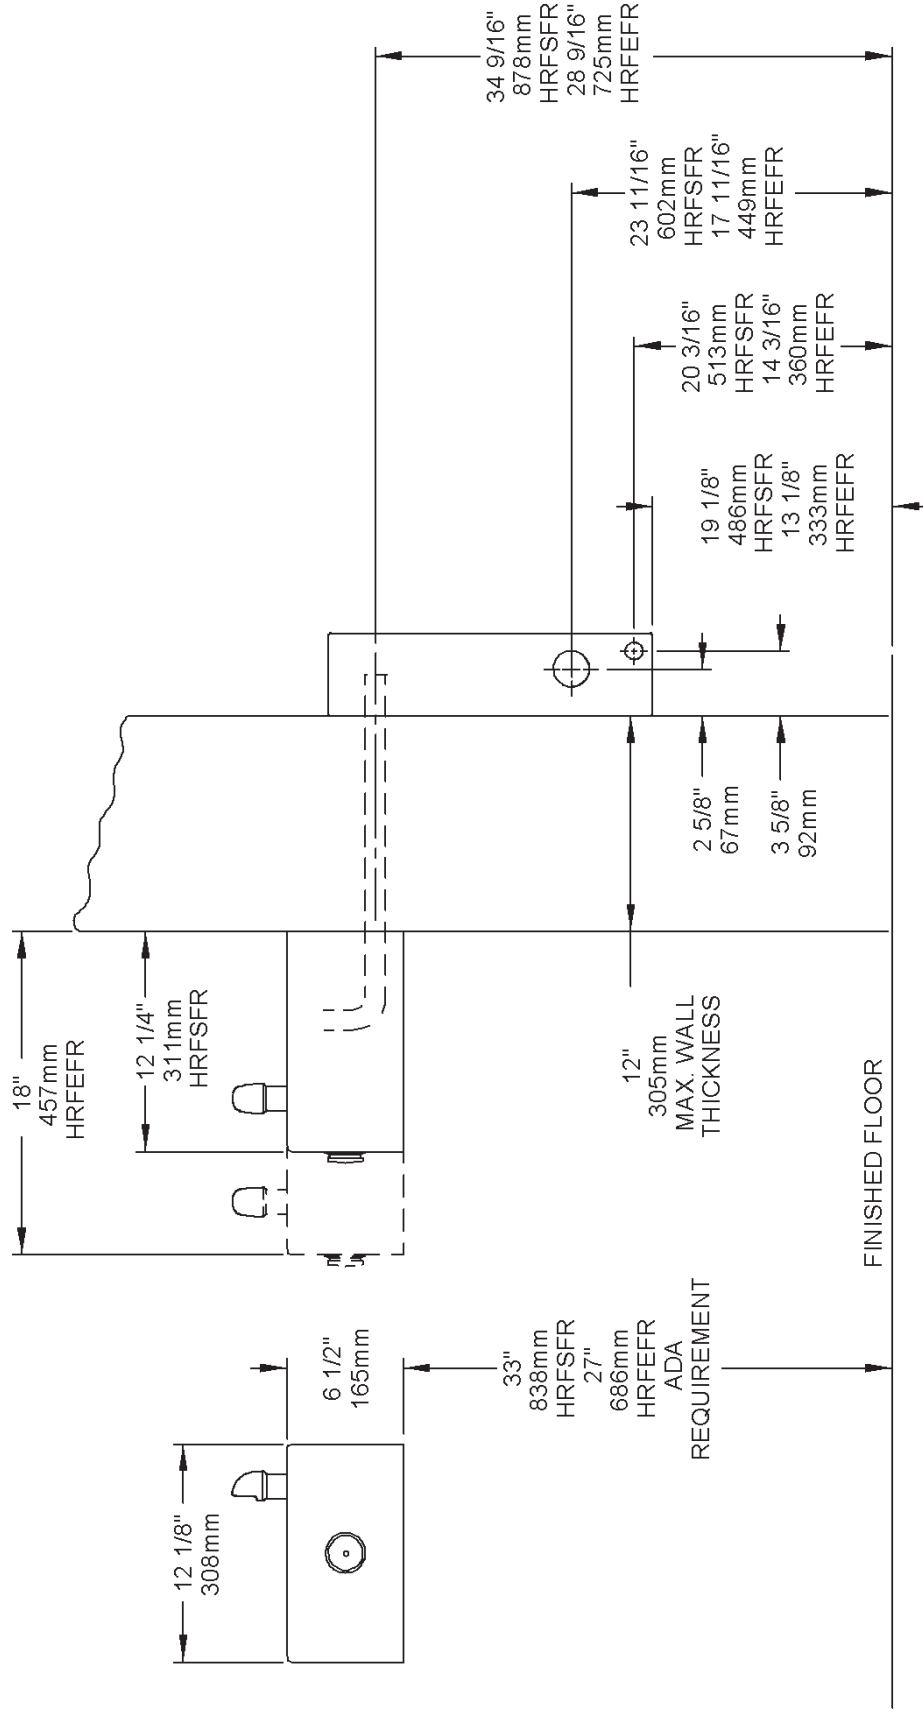 12 1/8"
308mm
6 1/2"
165mm
33"
838mm
HRFSFR
27"
686mm
HRFEFR
ADA
REQUIREMENT
18"
457mm
HRFEFR
12 1/4"
311mm
HRFSFR
12"
305mm
MAX. WALL
THICKNESS
FINISHED FLOOR
2 5/8"
67mm
3 5/8"
92mm
19 1/8"
486mm
HRFSFR
13 1/8"
333mm
HRFEFR
20 3/16"
513mm
HRFSFR
14 3/16"
360mm
HRFEFR
23 11/16"
602mm
HRFSFR
17 11/16"
449mm
HRFEFR
34 9/16"
878mm
HRFSFR
28 9/16"
725mm
HRFEFR